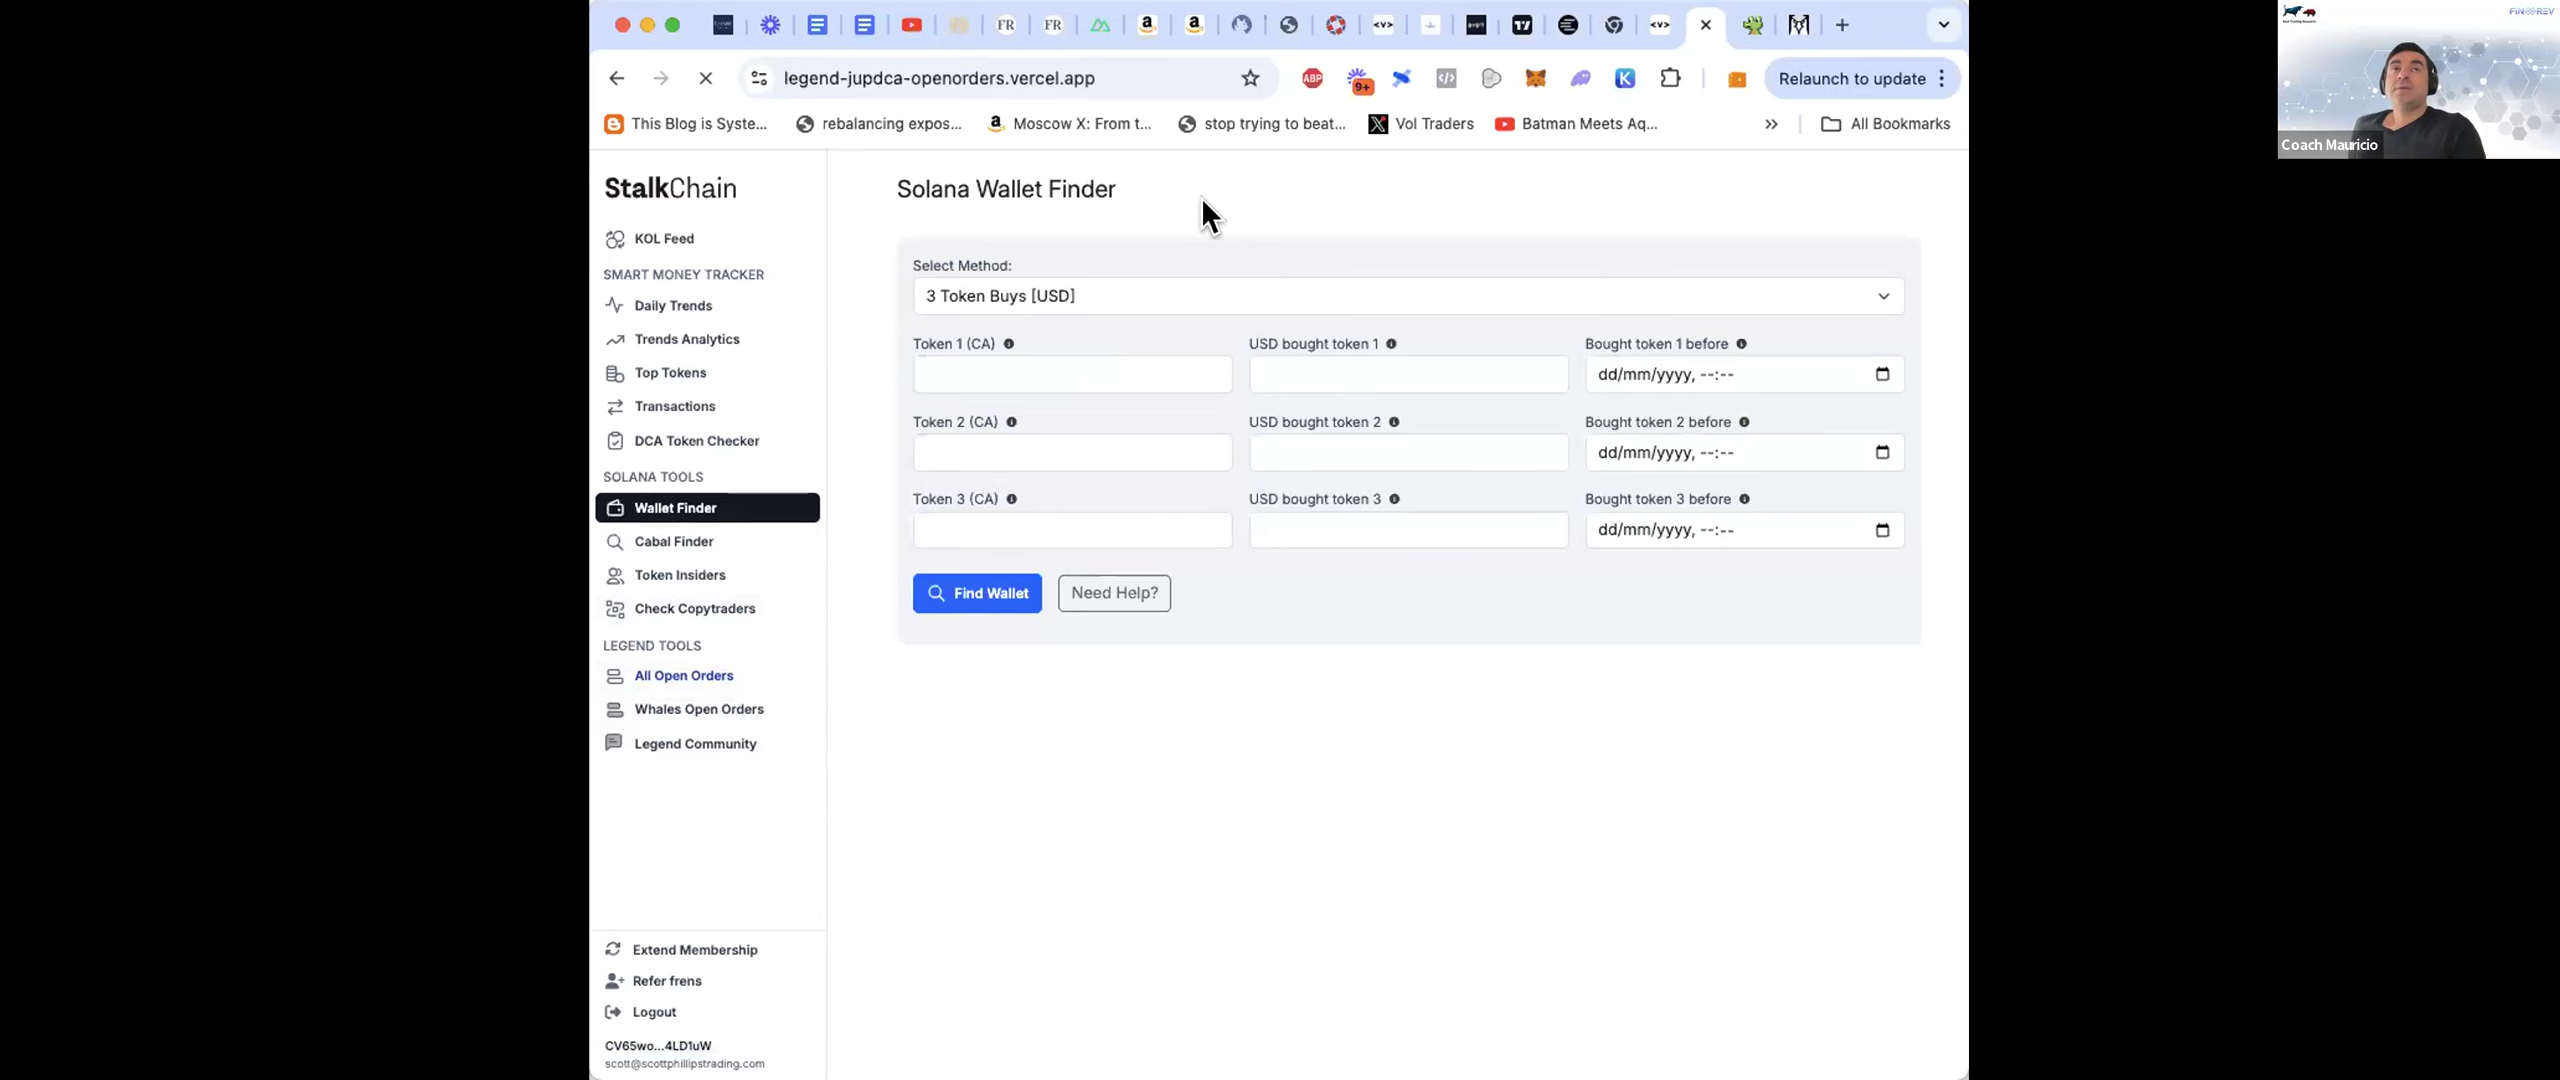 legend-jupdca-openorders.vercel.app
Relaunch to update
This Blog is Syste...
rebalancing expos...
Moscow X: From t...
stop trying to beat...
Vol Traders
Batman Meets Aq...
All Bookmarks
StalkChain
KOL Feed
SMART MONEY TRACKER
Daily Trends
Trends Analytics
Top Tokens
Transactions
DCA Token Checker
SOLANA TOOLS
Wallet Finder
Cabal Finder
Token Insiders
Check Copytraders
LEGEND TOOLS
All Open Orders
Whales Open Orders
Legend Community
Extend Membership
Refer frens
Logout
CV65wo...4LD1uW
scott@scottphillipstrading.com
Solana Wallet Finder
Select Method:
3 Token Buys [USD]
Token 1 (CA) USD bought token 1 Bought token 1 before
dd/mm/yyyy, --:--
Token 2 (CA) USD bought token 2 Bought token 2 before
dd/mm/yyyy, --:--
Token 3 (CA) USD bought token 3 Bought token 3 before
dd/mm/yyyy, --:--
Find Wallet Need Help?
Coach Mauricio